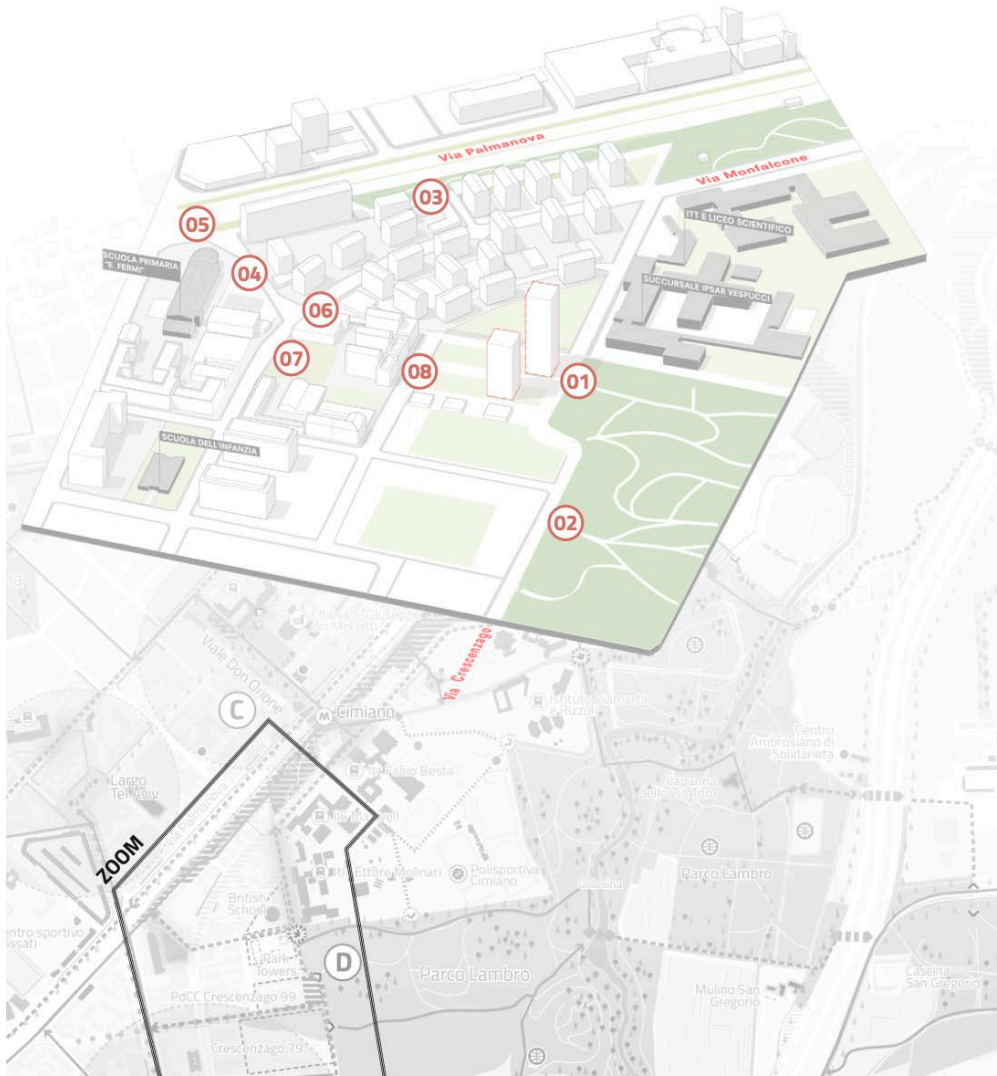 Via Palmanova
Via Monfalcone
03
05
ITT E LICEO SCIENTIFICO
SCUOLA PRIMARIA
"E. FERMI"
04
SUCCURSALE IPSAR VESPUCCI
06
07
08
01
SCUOLA DELL'INFANZIA
02
Via Crescenzago
Viale Don Orione
C
M
Cimiano
Centro
Ambrosiano di
Solidarietà
Largo
Tel Aviv
Via Palmanova
ZOOM
Polisportiva
Cimiano
Parco Lambro
British
School
Park
Towers
D
Parco Lambro
PdCC Crescenzago 99
Mulino San
Gregorio
Cascina
San Gregorio
Crescenzago 79